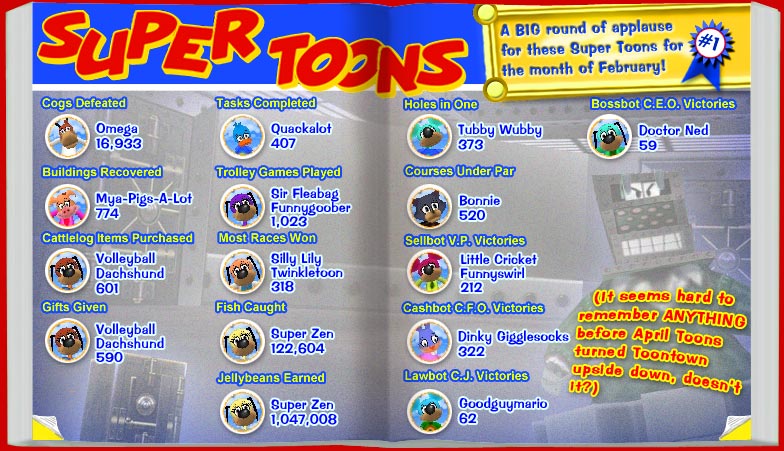 SUPER TOONS
A BIG round of applause
for these Super Toons for
the month of February!
#1
Cogs Defeated
Omega
16,933
Buildings Recovered
Mya-Pigs-A-Lot
774
Cattlelog Items Purchased
Volleyball
Dachshund
601
Gifts Given
Volleyball
Dachshund
590
Tasks Completed
Quackalot
407
Trolley Games Played
Sir Fleabag
Funnygoober
1,023
Most Races Won
Silly Lily
Twinkletoon
318
Fish Caught
Super Zen
122,604
Jellybeans Earned
Super Zen
1,047,008
Holes in One
Tubby Wubby
373
Courses Under Par
Bonnie
520
Sellbot V.P. Victories
Little Cricket
Funnyswirl
212
Cashbot C.F.O. Victories
Dinky Gigglesocks
322
Lawbot C.J. Victories
Goodguymario
62
Bossbot C.E.O. Victories
Doctor Ned
59
(It seems hard to
remember ANYTHING
before April Toons
turned Toontown
upside down, doesn't
it?)